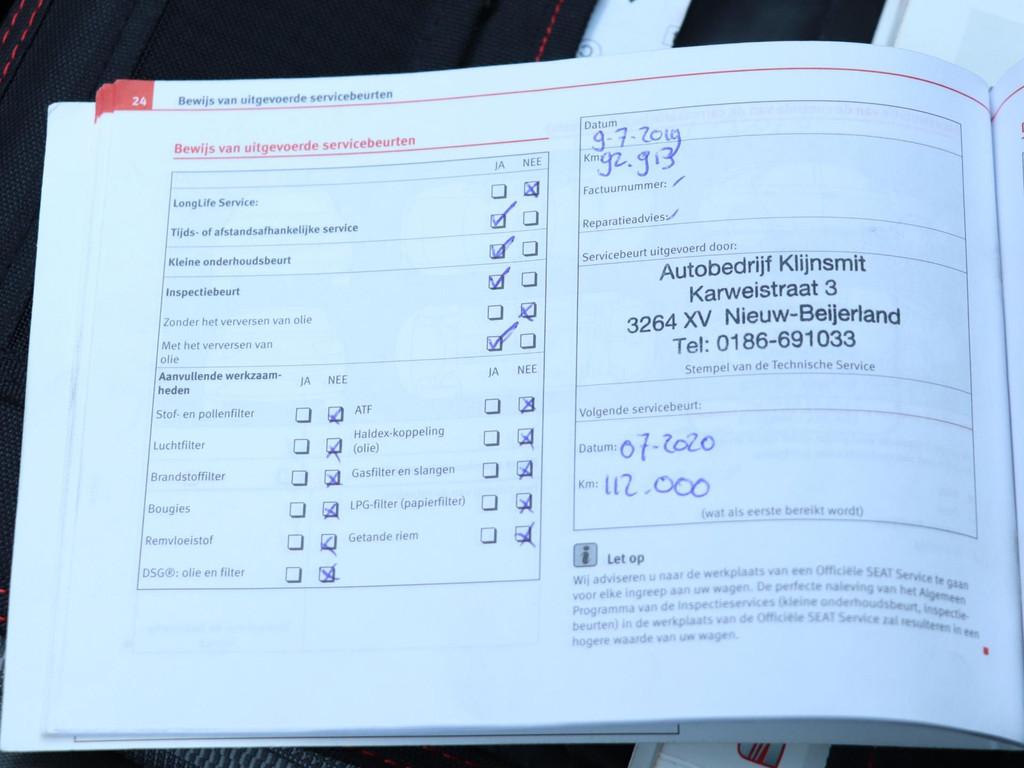 24 Bewijs van uitgevoerde servicebeurten
Bewijs van uitgevoerde servicebeurten
JA NEE
LongLife Service:
Tijds- of afstandsafhankelijke service
Kleine onderhoudsbeurt
Inspectiebeurt
Zonder het verversen van olie
Met het verversen van
olie
Aanvullende werkzaam-
heden
JA NEE
JA NEE
Stof- en pollenfilter
ATF
Luchtfilter
Haldex-koppeling
(olie)
Brandstoffilter
Gasfilter en slangen
Bougies
LPG-filter (papierfilter)
Remvloeistof
Getande riem
DSG®: olie en filter
Datum
9-7-2019
Km: 92.913
Factuurnummer:
Reparatieadvies:
Servicebeurt uitgevoerd door:
Autobedrijf Klijnsmit
Karweistraat 3
3264 XV Nieuw-Beijerland
Tel: 0186-691033
Stempel van de Technische Service
Volgende servicebeurt:
Datum: 07-2020
Km: 112.000
(wat als eerste bereikt wordt)
i Let op
Wij adviseren u naar de werkplaats van een Officiële SEAT Service te gaan
voor elke ingreep aan uw wagen. De perfecte naleving van het Algemeen
Programma van de Inspectieservices (kleine onderhoudsbeurt, inspectie-
beurten) in de werkplaats van de Officiële SEAT Service zal resulteren in een
hogere waarde van uw wagen.